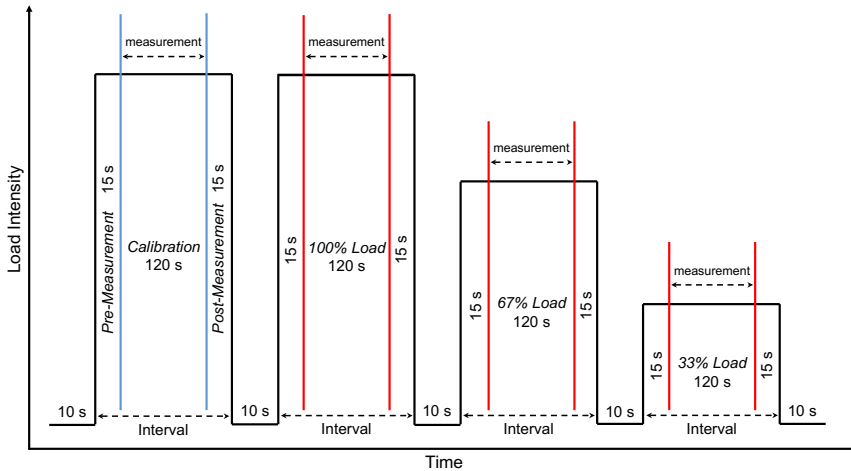 Load Intensity
measurement
15 s
Pre-Measurement
Calibration
120 s
15 s
Post-Measurement
measurement
15 s
100% Load
120 s
15 s
measurement
15 s
67% Load
120 s
15 s
measurement
15 s
33% Load
120 s
15 s
10 s
Interval
10 s
Interval
10 s
Interval
10 s
Interval
10 s
Time